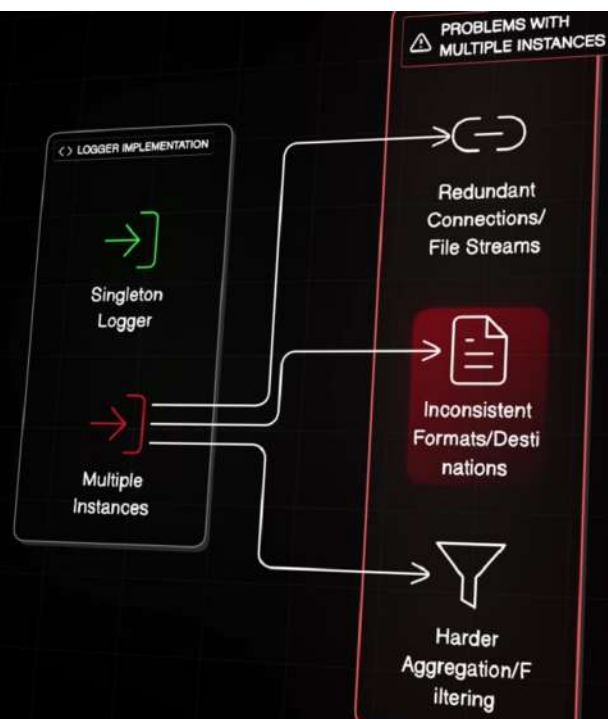 <> LOGGER IMPLEMENTATION
Singleton
Logger
Multiple
Instances
PROBLEMS WITH
MULTIPLE INSTANCES
Redundant
Connections/
File Streams
Inconsistent
Formats/Desti
nations
Harder
Aggregation/F
iltering